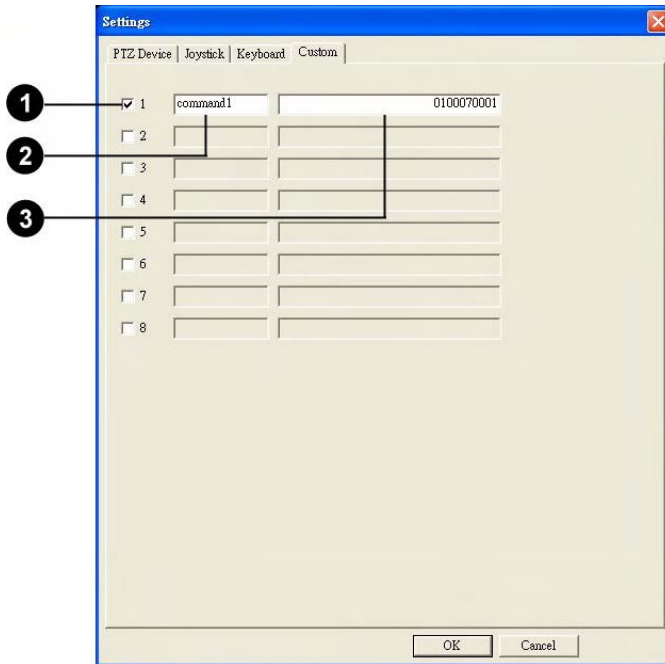 Settings
PTZ Device Joystick Keyboard Custom
1 1 command1 0100070001
2
2 3
4
3 5
6
7
8
OK Cancel